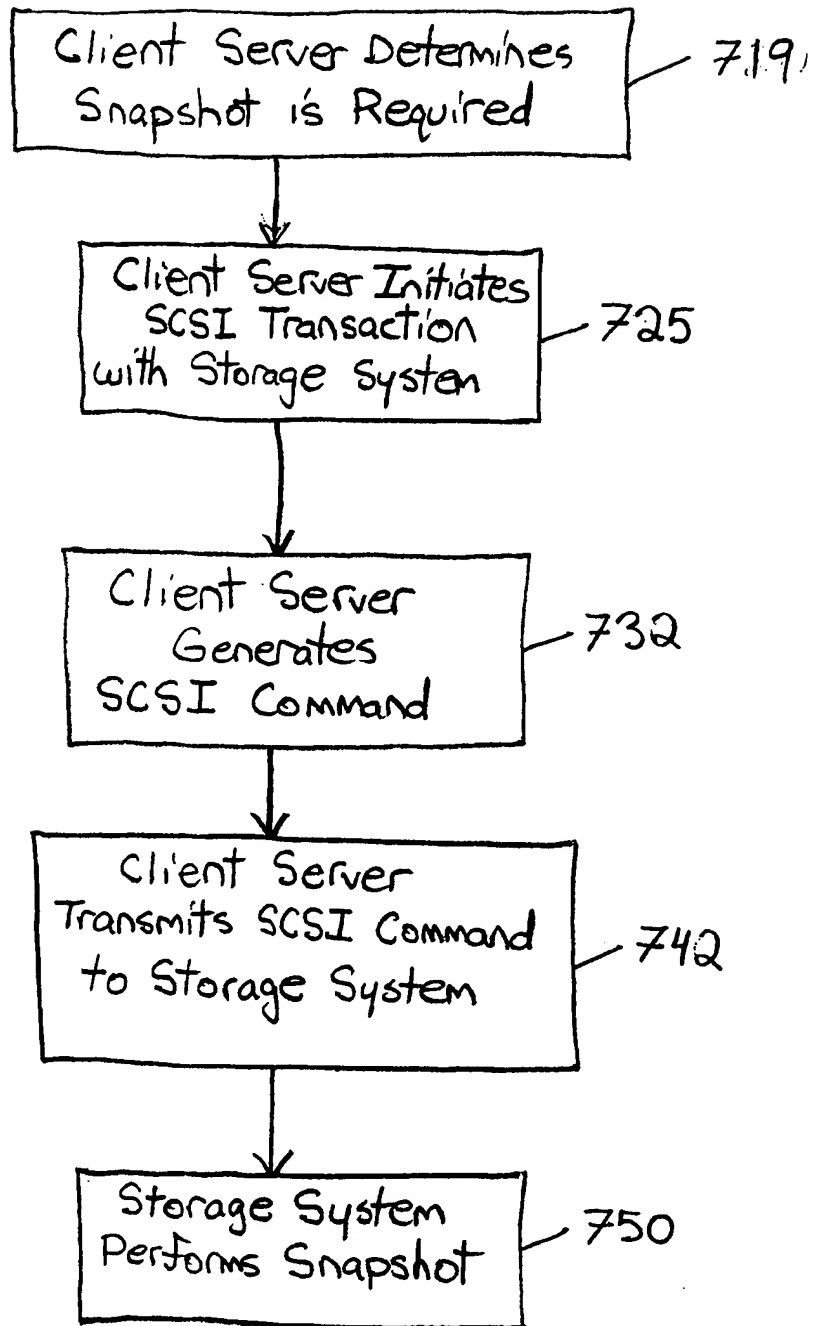 Client Server Determines
Snapshot is Required
719
Client Server Initiates
SCSI Transaction
with Storage System
725
Client Server
Generates
SCSI Command
732
Client Server
Transmits SCSI Command
to Storage System
742
Storage System
Performs Snapshot
750